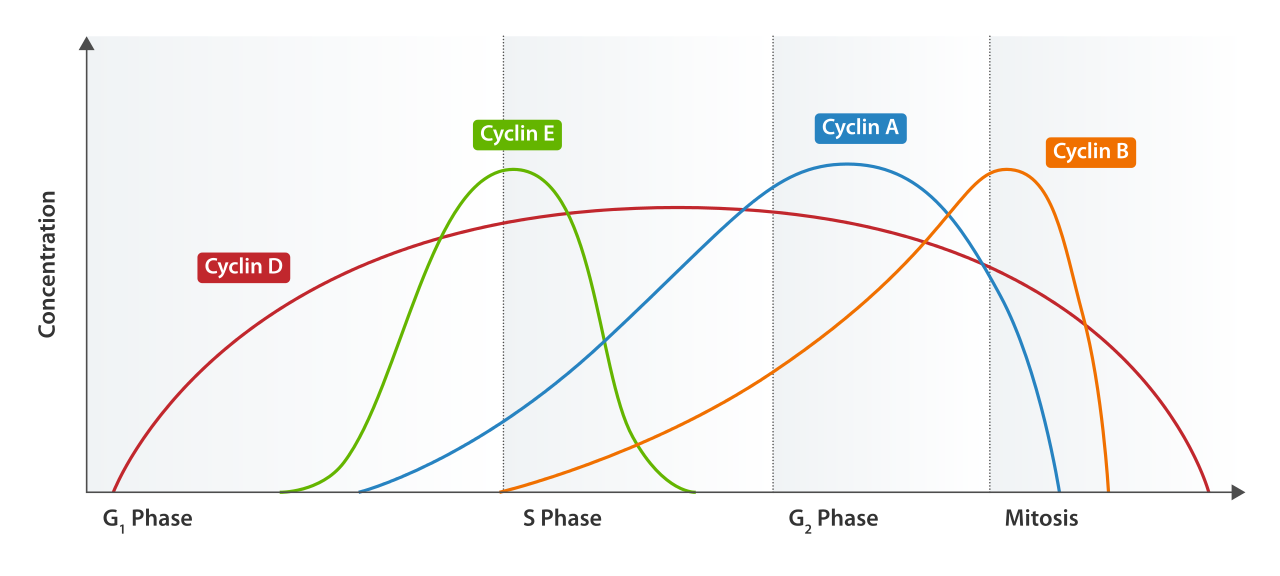 Cyclin E
Cyclin A
Cyclin B
Cyclin D
Concentration
G₁ Phase
S Phase
G₂ Phase
Mitosis